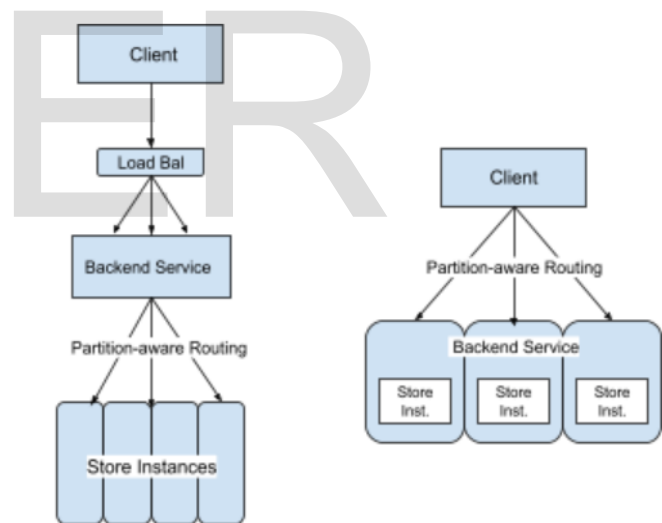 ER
Client
Load Bal
Backend Service
Partition-aware Routing
Store Instances
Client
Partition-aware Routing
Backend Service
Store
Inst.
Store
Inst.
Store
Inst.